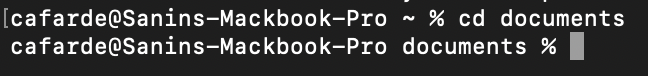 [cafarde@Sanins-Mackbook-Pro ~ % cd documents
cafarde@Sanins-Mackbook-Pro documents %